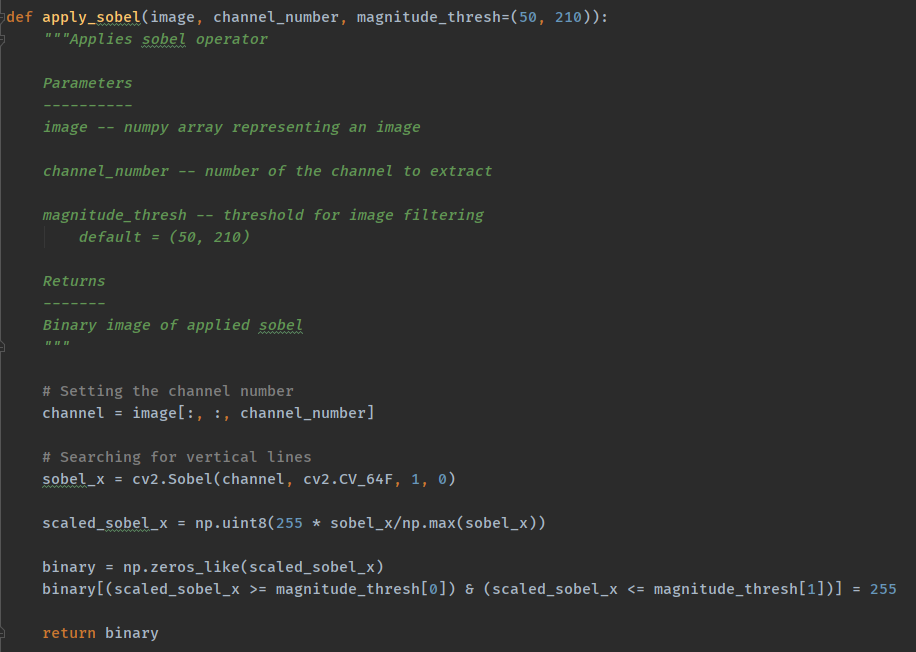 def apply_sobel(image, channel_number, magnitude_thresh=(50, 210)):
    """Applies sobel operator

    Parameters
    ----------
    image -- numpy array representing an image

    channel_number -- number of the channel to extract

    magnitude_thresh -- threshold for image filtering
        default = (50, 210)

    Returns
    -------
    Binary image of applied sobel
    """

    # Setting the channel number
    channel = image[:, :, channel_number]

    # Searching for vertical lines
    sobel_x = cv2.Sobel(channel, cv2.CV_64F, 1, 0)

    scaled_sobel_x = np.uint8(255 * sobel_x/np.max(sobel_x))

    binary = np.zeros_like(scaled_sobel_x)
    binary[(scaled_sobel_x >= magnitude_thresh[0]) & (scaled_sobel_x <= magnitude_thresh[1])] = 255

    return binary